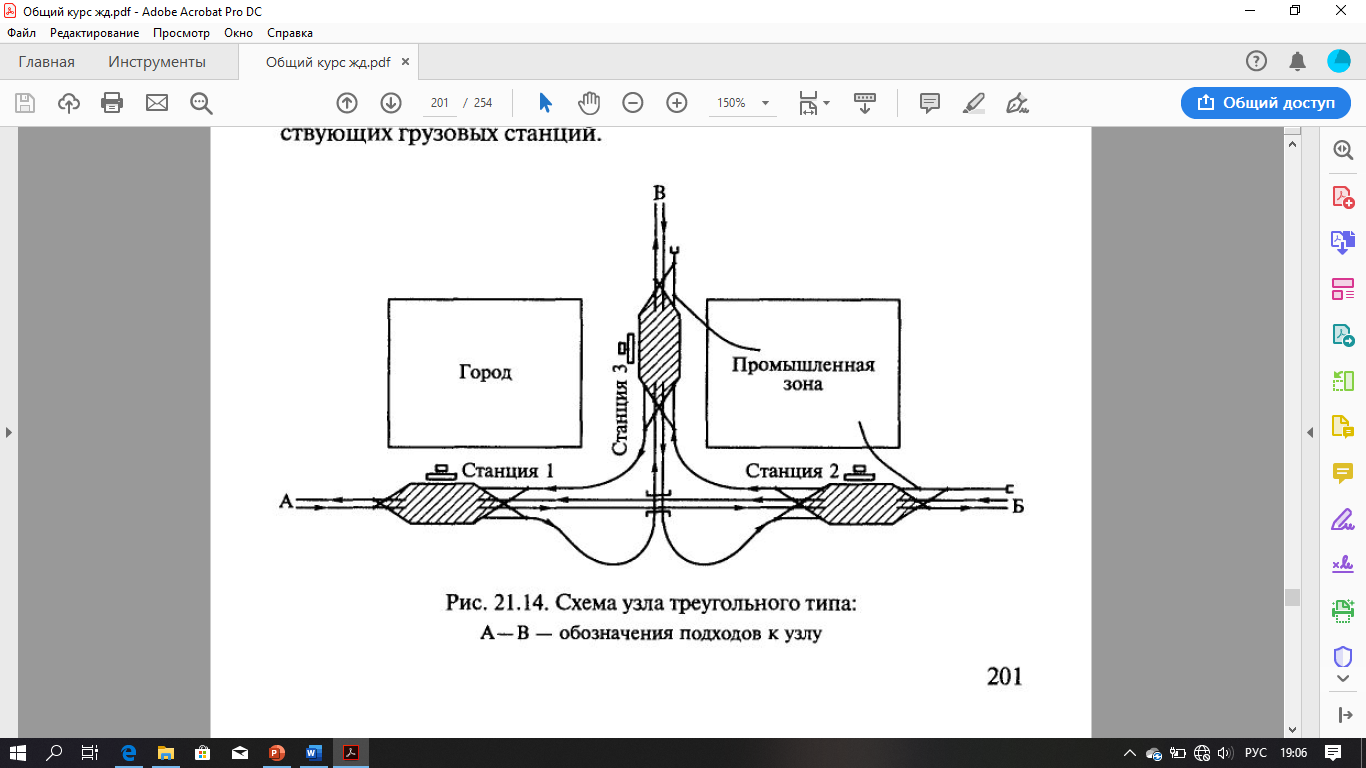 Общий курс жд.pdf - Adobe Acrobat Pro DC
Файл Редактирование Просмотр Окно Справка
Главная Инструменты Общий курс жд.pdf ×
201 / 254 150% Общий доступ
ствующих грузовых станций.
В
Город
Станция 3
Промышленная
зона
Станция 1
Станция 2
А
Б
Рис. 21.14. Схема узла треугольного типа:
А—В — обозначения подходов к узлу
201
РУС 19:06